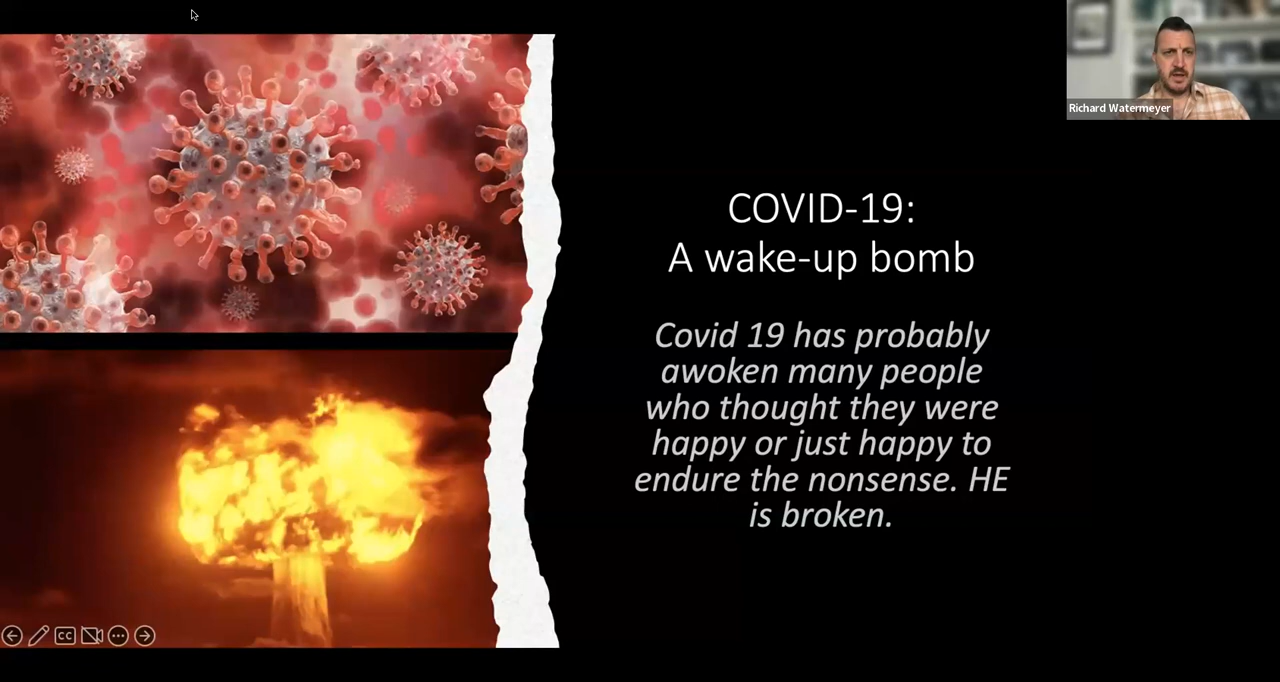 Richard Watermeyer
COVID-19:
A wake-up bomb
Covid 19 has probably
awoken many people
who thought they were
happy or just happy to
endure the nonsense. HE
is broken.
CC